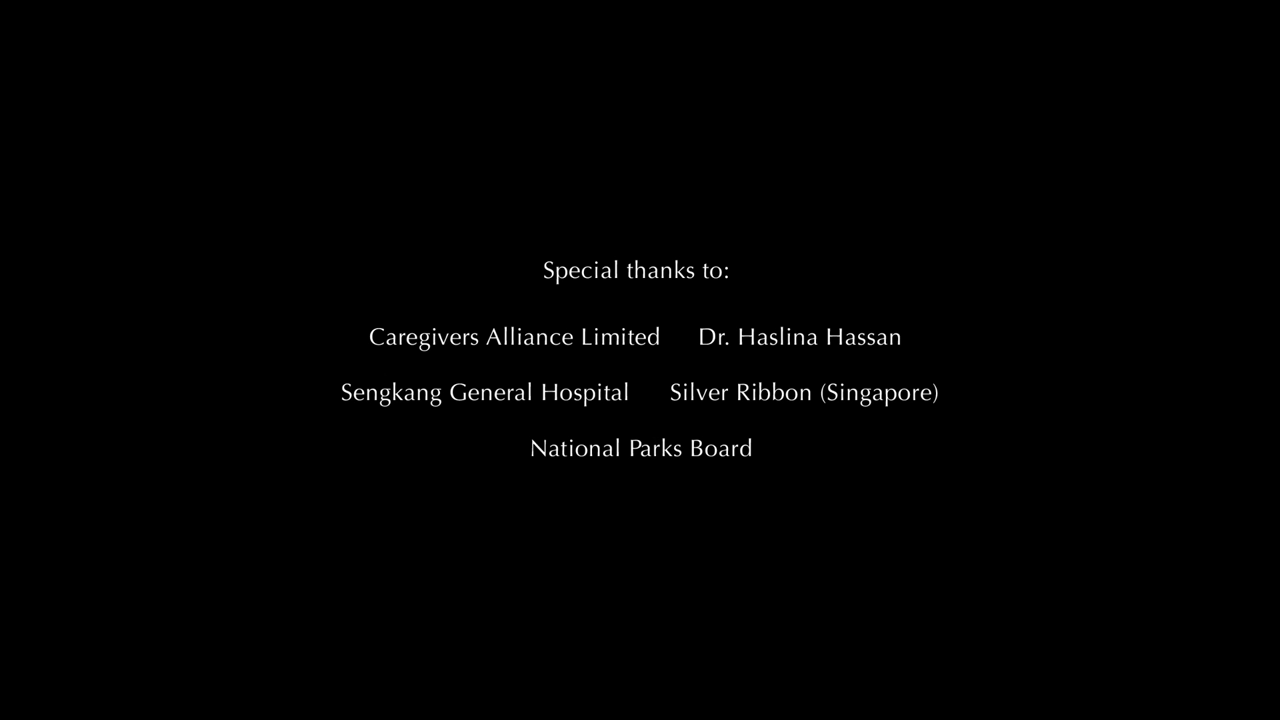 Special thanks to:
Caregivers Alliance Limited Dr. Haslina Hassan
Sengkang General Hospital Silver Ribbon (Singapore)
National Parks Board